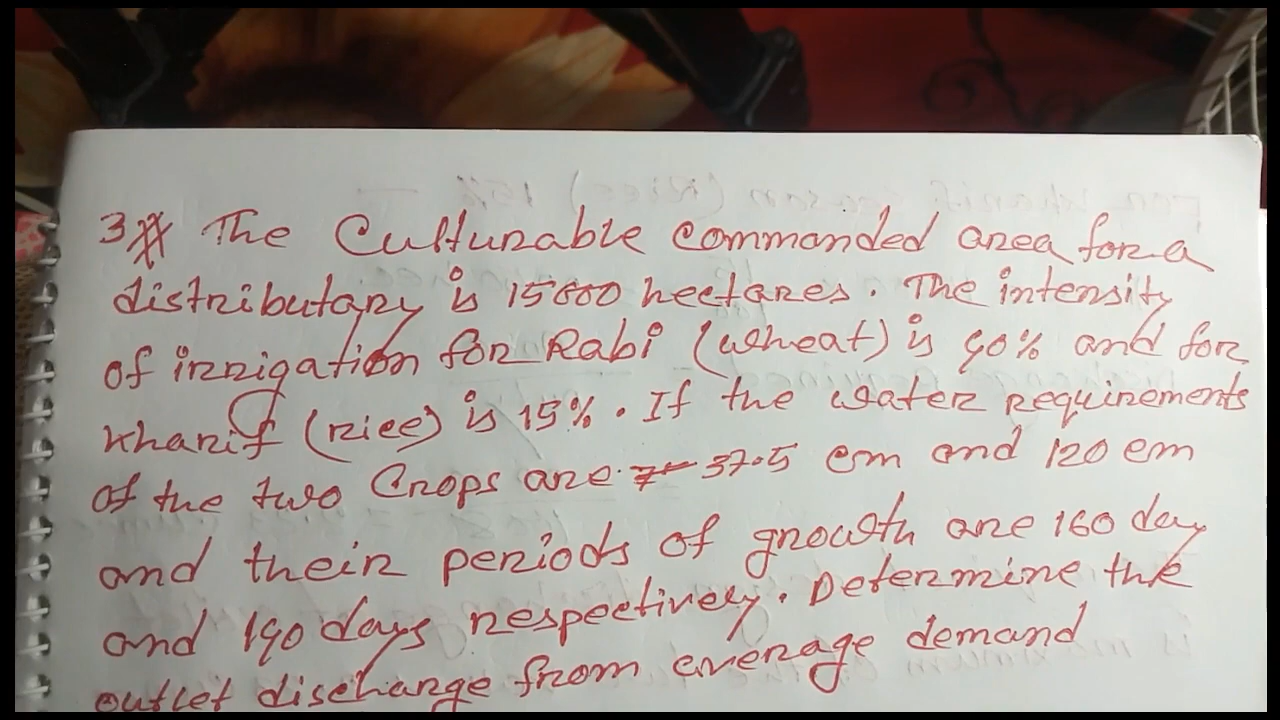 3 The Culturable commanded area for a
distributary is 15000 hectares. The intensity
of irrigation for Rabi (wheat) is 40% and for
kharif (rice) is 15%. If the water requirements
of the two Crops are 37.5 cm and 120 cm
and their periods of growth are 160 day
and 140 days respectively. Determine the
outlet discharge from average demand